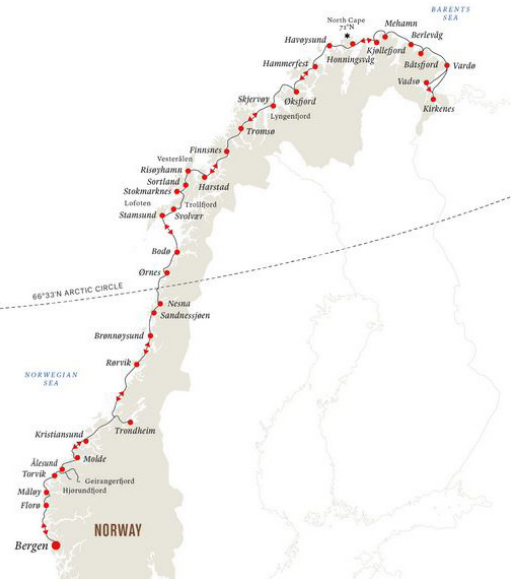 BARENTS
SEA
North Cape
71°N
Mehamn
Berlevåg
Havøysund
Kjøllefjord
Honningsvåg
Båtsfjord
Vardø
Hammerfest
Vadsø
Kirkenes
Øksfjord
Skjervøy
Lyngenfjord
Tromsø
Finnsnes
Vesterålen
Risøyhamn
Harstad
Sortland
Stokmarknes
Lofoten
Trollfjord
Stamsund
Svolvær
Bodø
Ørnes
66°33'N ARCTIC CIRCLE
Nesna
Sandnessjøen
Brønnøysund
Rørvik
NORWEGIAN
SEA
Trondheim
Kristiansund
Molde
Ålesund
Torvik
Geirangerfjord
Hjørundfjord
Måløy
Florø
NORWAY
Bergen